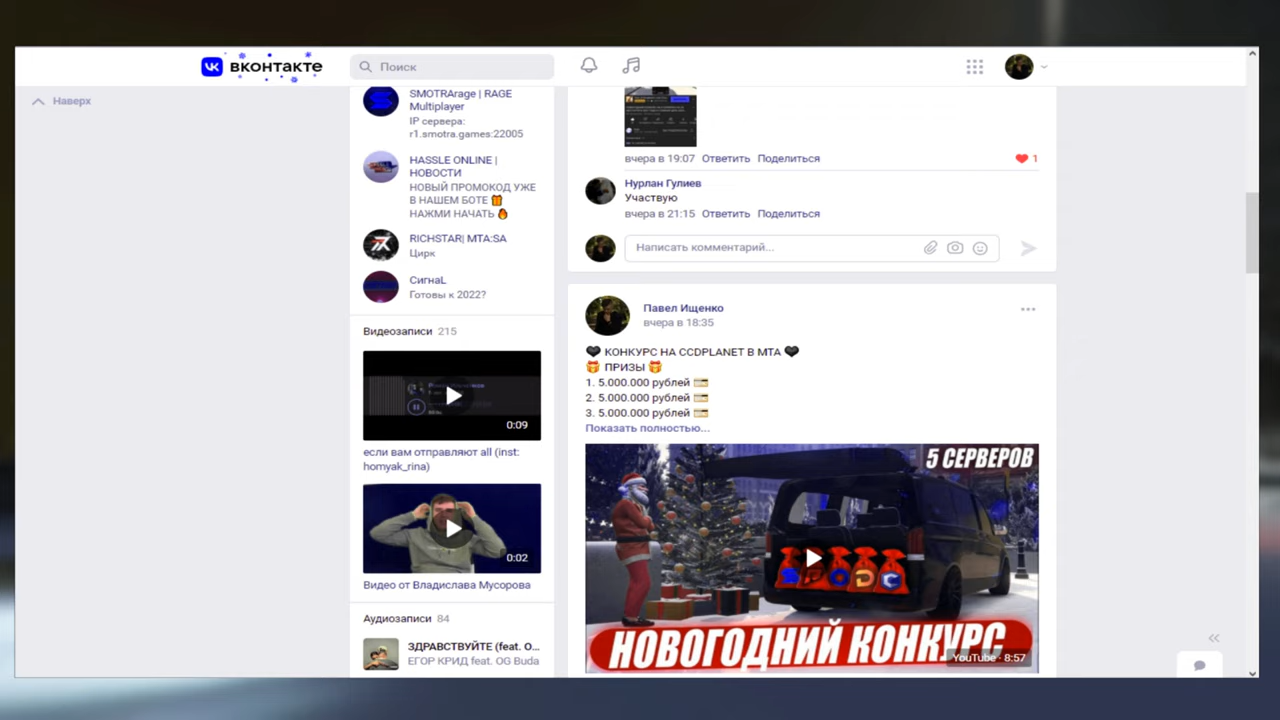 вконтакте
Поиск
Наверх
SMOTRArage | RAGE
Multiplayer
IP сервера:
r1.smotra.games:22005
HASSLE ONLINE |
НОВОСТИ
НОВЫЙ ПРОМОКОД УЖЕ
В НАШЕМ БОТЕ 🎁
НАЖМИ НАЧАТЬ 🔥
RICHSTAR| MTA:SA
Цирк
СигнаL
Готовы к 2022?
Видеозаписи 215
0:09
если вам отправляют all (inst:
homyak_rina)
0:02
Видео от Владислава Мусорова
Аудиозаписи 84
ЗДРАВСТВУЙТЕ (feat. O...
ЕГОР КРИД feat. OG Buda
вчера в 19:07 Ответить Поделиться
1
Нурлан Гулиев
Участвую
вчера в 21:15 Ответить Поделиться
Написать комментарий...
Павел Ищенко
вчера в 18:35
🖤 КОНКУРС НА CCDPLANET В МТА 🖤
🎁 ПРИЗЫ 🎁
1. 5.000.000 рублей 💳
2. 5.000.000 рублей 💳
3. 5.000.000 рублей 💳
Показать полностью...
5 СЕРВЕРОВ
НОВОГОДНИЙ КОНКУРС
YouTube · 8:57